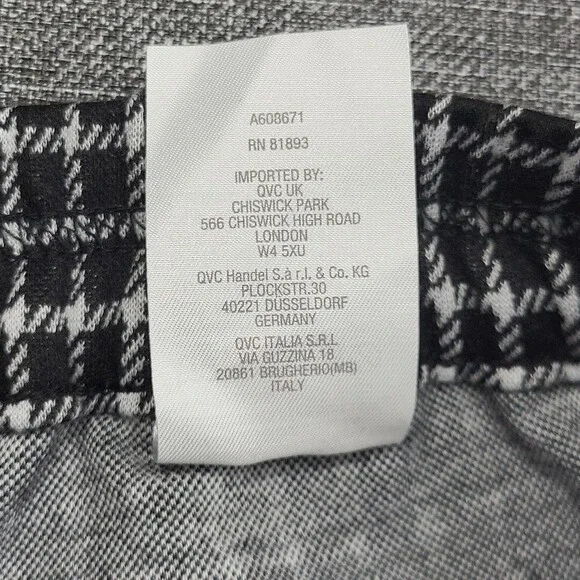 A608671
RN 81893
IMPORTED BY:
QVC UK
CHISWICK PARK
566 CHISWICK HIGH ROAD
LONDON
W4 5XU
QVC Handel S.à r.l. & Co. KG
PLOCKSTR.30
40221 DÜSSELDORF
GERMANY
QVC ITALIA S.R.L
VIA GUZZINA 18
20861 BRUGHERIO(MB)
ITALY